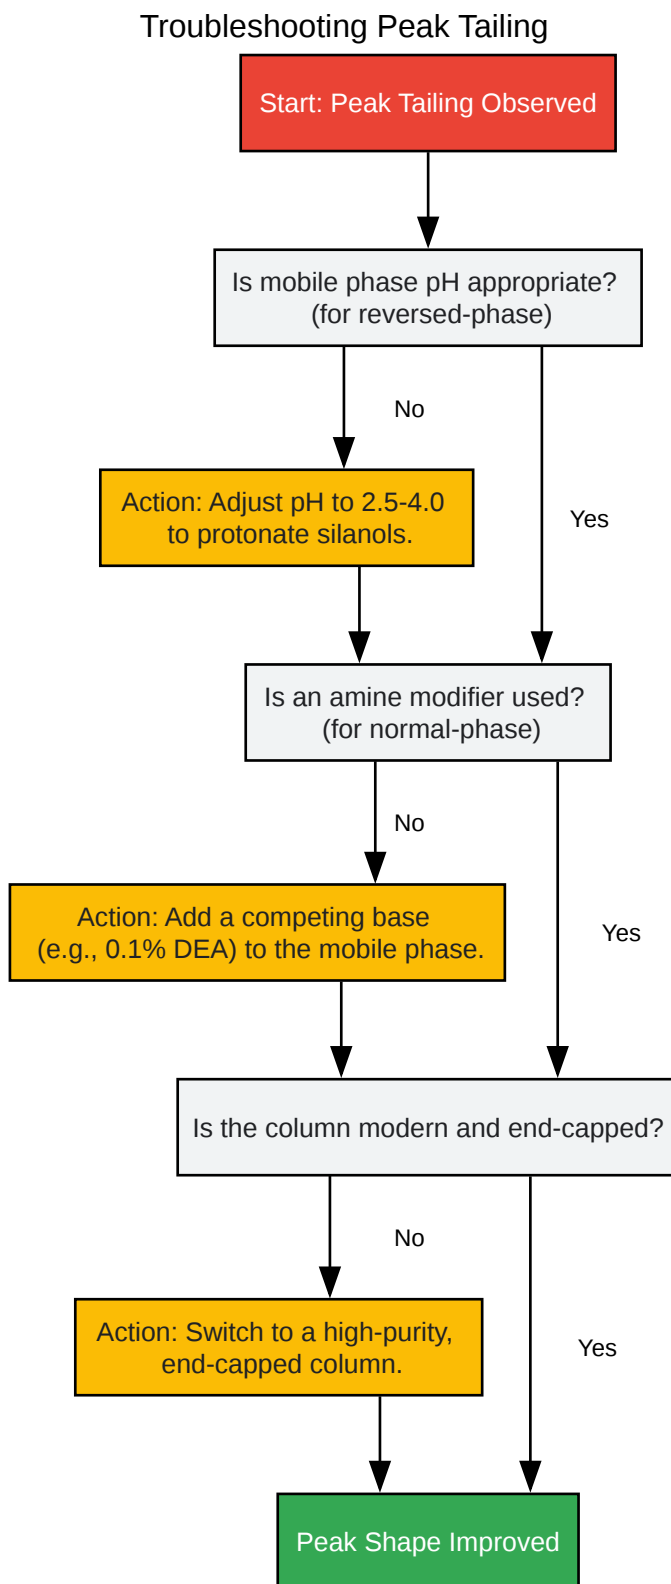 Troubleshooting Peak Tailing
Start: Peak Tailing Observed
Is mobile phase pH appropriate?
(for reversed-phase)
No
Action: Adjust pH to 2.5-4.0
to protonate silanols.
Yes
Is an amine modifier used?
(for normal-phase)
No
Action: Add a competing base
(e.g., 0.1% DEA) to the mobile phase.
Yes
Is the column modern and end-capped?
No
Action: Switch to a high-purity,
end-capped column.
Yes
Peak Shape Improved